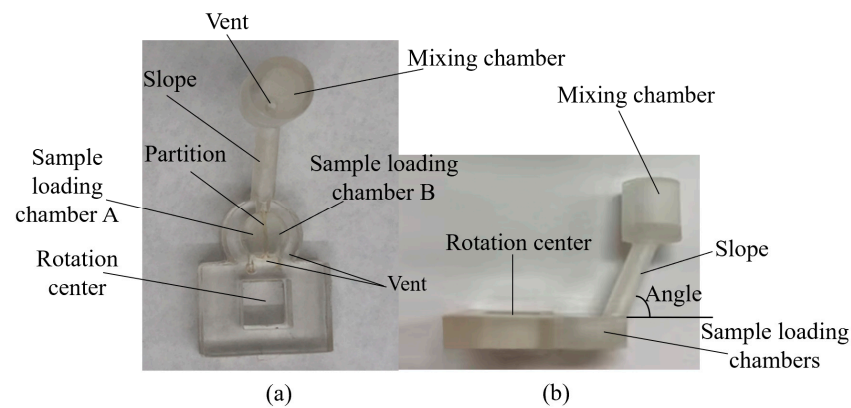 Vent
Mixing chamber
Slope
Partition
Sample
loading
chamber A
Sample loading
chamber B
Rotation
center
Vent
(a)
Mixing chamber
Rotation center
Slope
Angle
Sample loading
chambers
(b)